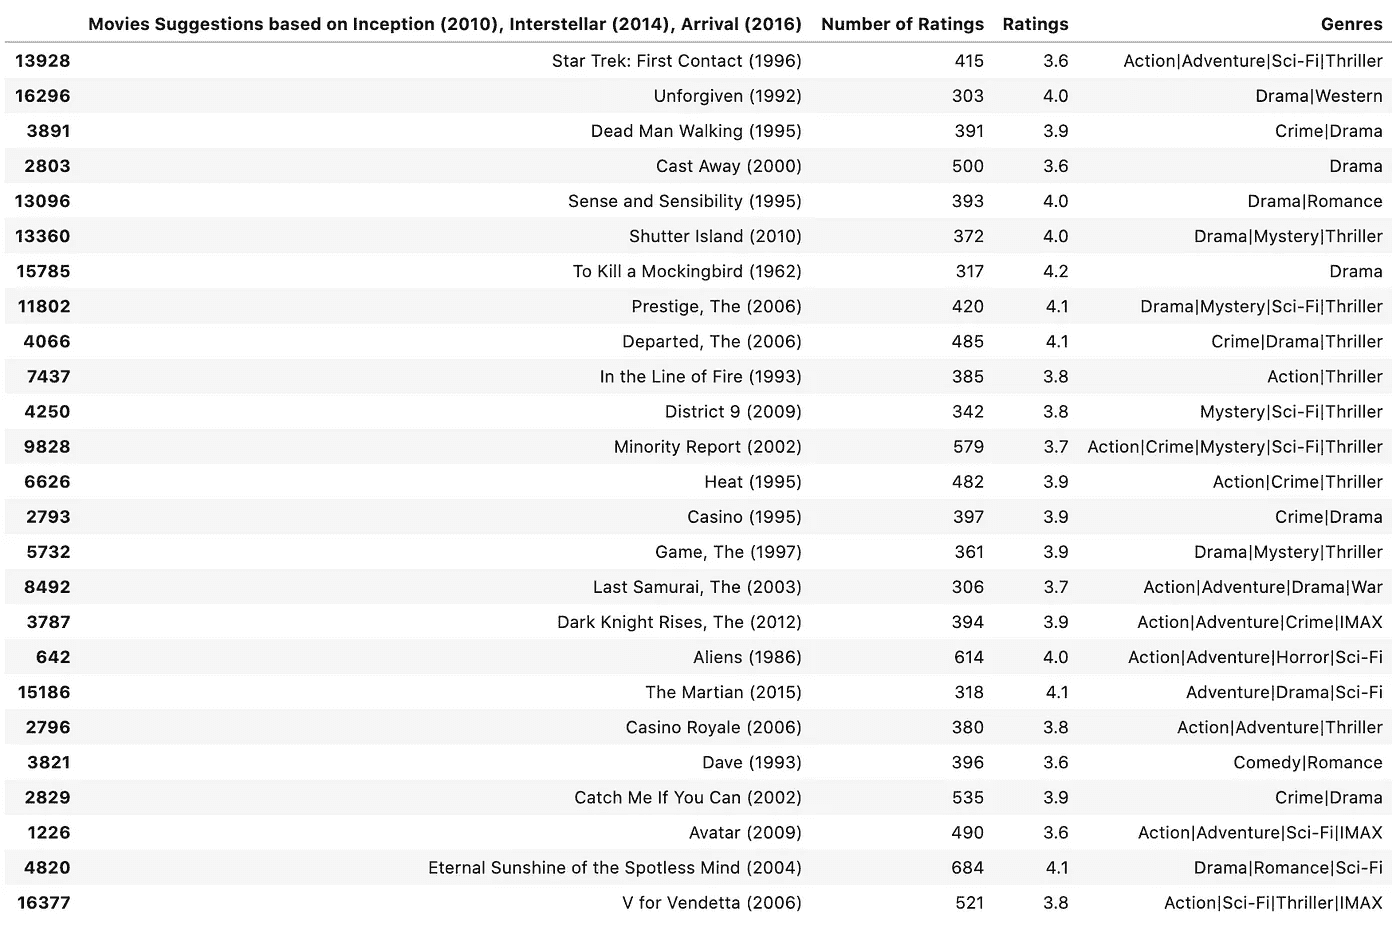 Movies Suggestions based on Inception (2010), Interstellar (2014), Arrival (2016) Number of Ratings Ratings Genres
13928 Star Trek: First Contact (1996) 415 3.6 Action|Adventure|Sci-Fi|Thriller
16296 Unforgiven (1992) 303 4.0 Drama|Western
3891 Dead Man Walking (1995) 391 3.9 Crime|Drama
2803 Cast Away (2000) 500 3.6 Drama
13096 Sense and Sensibility (1995) 393 4.0 Drama|Romance
13360 Shutter Island (2010) 372 4.0 Drama|Mystery|Thriller
15785 To Kill a Mockingbird (1962) 317 4.2 Drama
11802 Prestige, The (2006) 420 4.1 Drama|Mystery|Sci-Fi|Thriller
4066 Departed, The (2006) 485 4.1 Crime|Drama|Thriller
7437 In the Line of Fire (1993) 385 3.8 Action|Thriller
4250 District 9 (2009) 342 3.8 Mystery|Sci-Fi|Thriller
9828 Minority Report (2002) 579 3.7 Action|Crime|Mystery|Sci-Fi|Thriller
6626 Heat (1995) 482 3.9 Action|Crime|Thriller
2793 Casino (1995) 397 3.9 Crime|Drama
5732 Game, The (1997) 361 3.9 Drama|Mystery|Thriller
8492 Last Samurai, The (2003) 306 3.7 Action|Adventure|Drama|War
3787 Dark Knight Rises, The (2012) 394 3.9 Action|Adventure|Crime|IMAX
642 Aliens (1986) 614 4.0 Action|Adventure|Horror|Sci-Fi
15186 The Martian (2015) 318 4.1 Adventure|Drama|Sci-Fi
2796 Casino Royale (2006) 380 3.8 Action|Adventure|Thriller
3821 Dave (1993) 396 3.6 Comedy|Romance
2829 Catch Me If You Can (2002) 535 3.9 Crime|Drama
1226 Avatar (2009) 490 3.6 Action|Adventure|Sci-Fi|IMAX
4820 Eternal Sunshine of the Spotless Mind (2004) 684 4.1 Drama|Romance|Sci-Fi
16377 V for Vendetta (2006) 521 3.8 Action|Sci-Fi|Thriller|IMAX